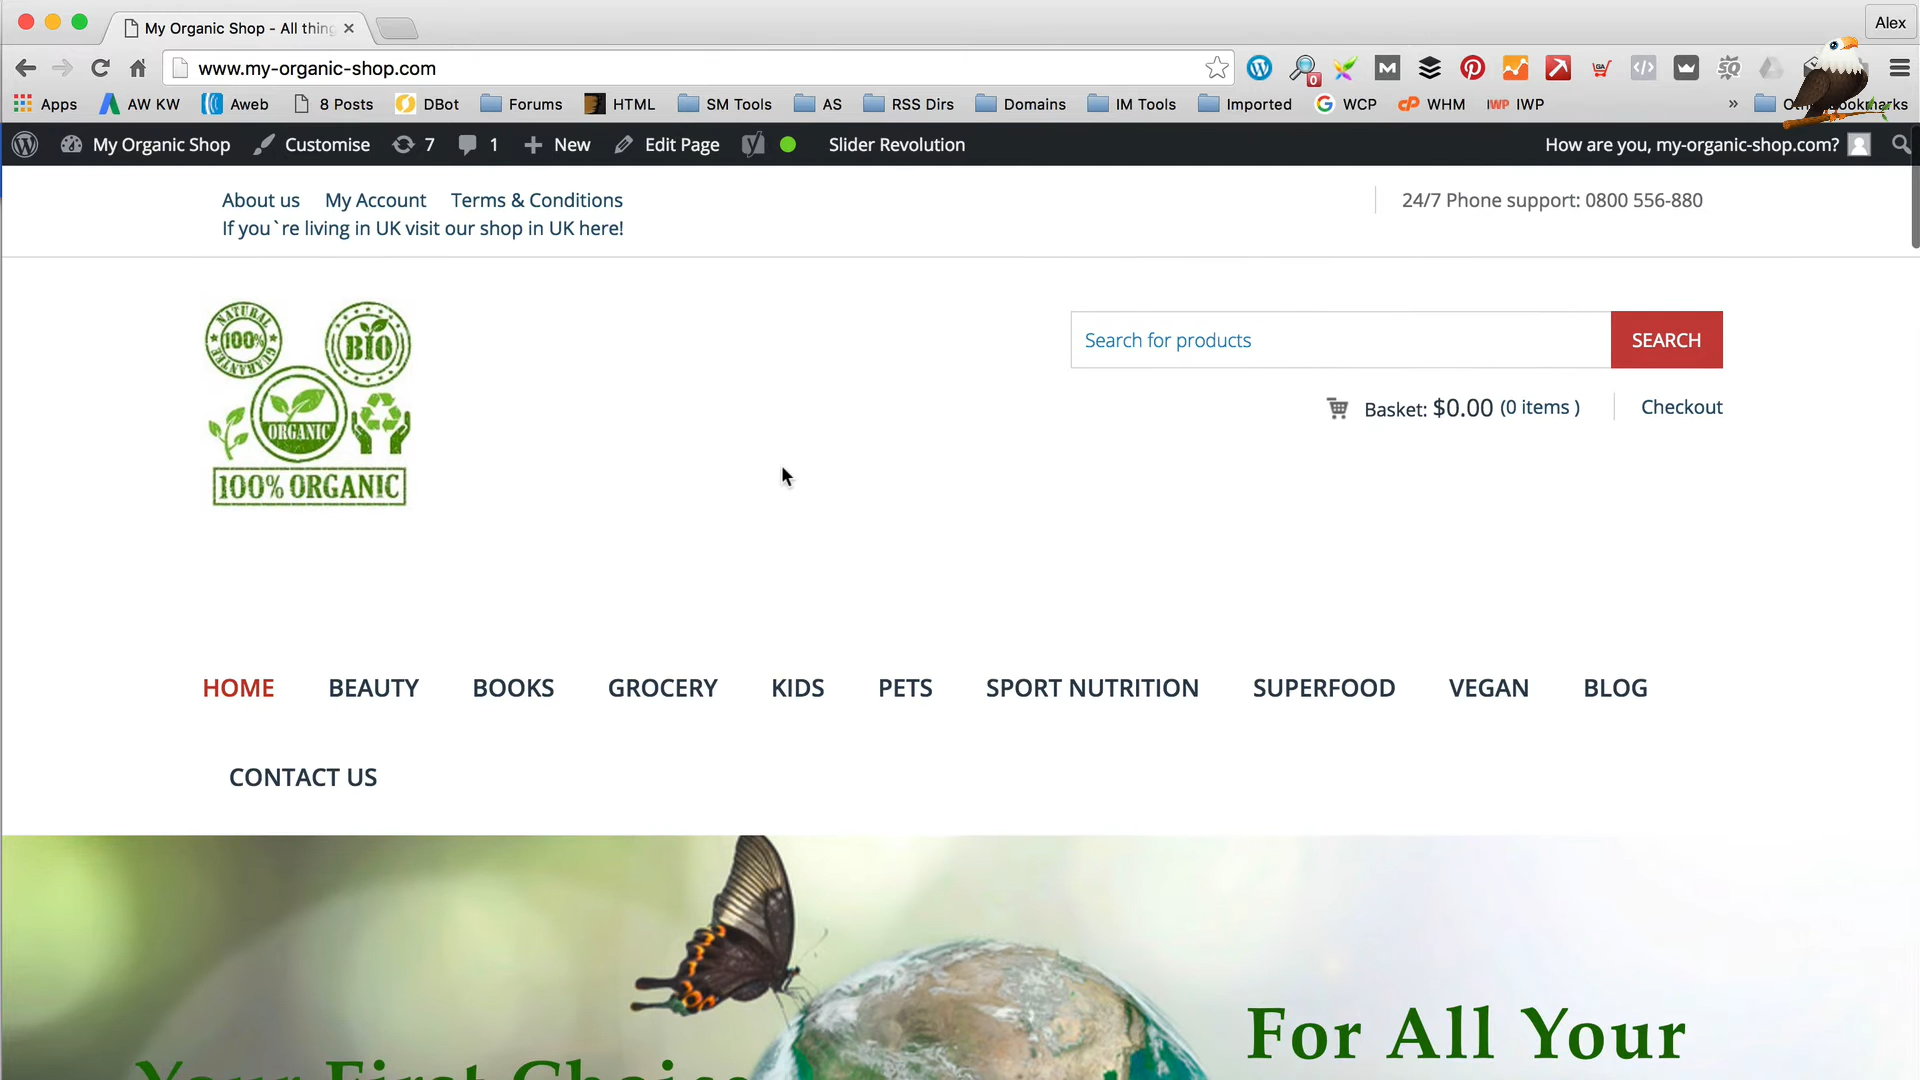 My Organic Shop - All thing
Alex
www.my-organic-shop.com
0
Apps AW KW Aweb 8 Posts DBot Forums HTML SM Tools AS RSS Dirs Domains IM Tools Imported WCP WHM IWP IWP » Other Bookmarks
My Organic Shop Customise 7 1 New Edit Page Slider Revolution How are you, my-organic-shop.com?
About us My Account Terms & Conditions 24/7 Phone support: 0800 556-880
If you`re living in UK visit our shop in UK here!
NATURAL 100% GUARANTEE
BIO
ORGANIC
100% ORGANIC
Search for products SEARCH
Basket: $0.00 (0 items ) Checkout
HOME BEAUTY BOOKS GROCERY KIDS PETS SPORT NUTRITION SUPERFOOD VEGAN BLOG
CONTACT US
For All Your
Your First Choice